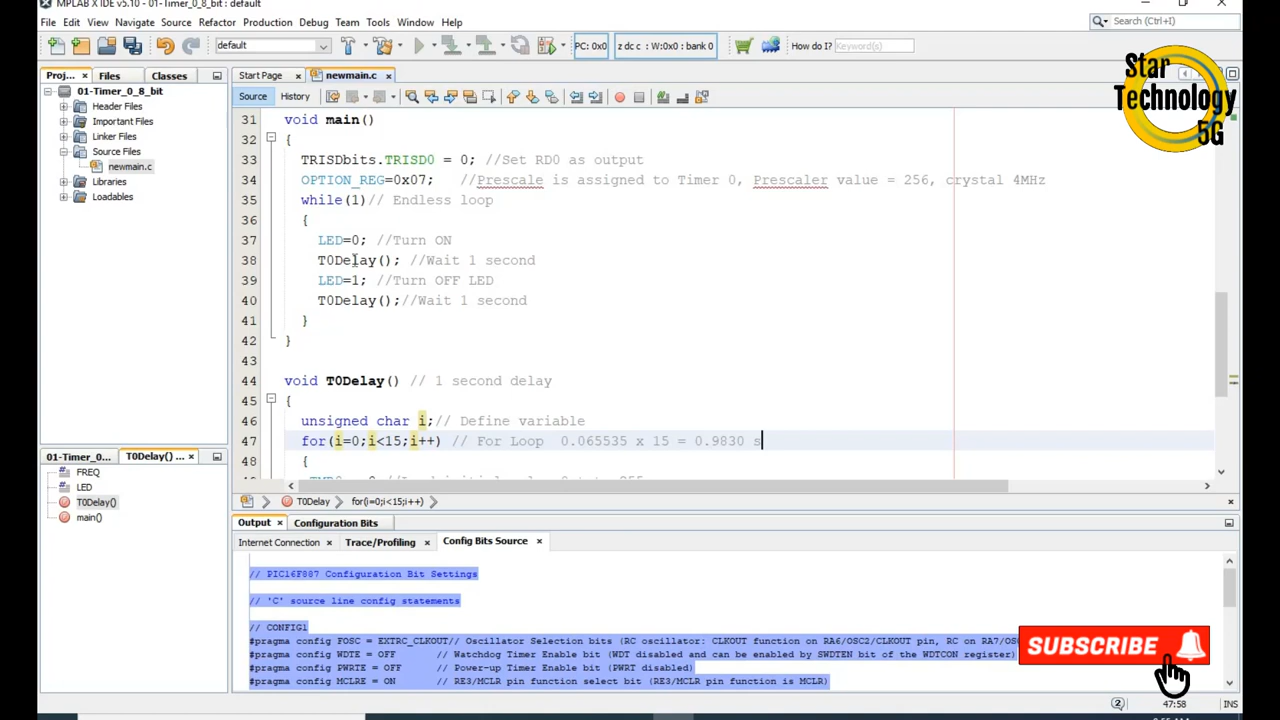 MPLAB X IDE v5.10 - 01-Timer_0_8_bit : default
File Edit View Navigate Source Refactor Production Debug Team Tools Window Help
Search (Ctrl+I)
default
PC: 0x0
z dc c : W:0x0 : bank 0
How do I?
Keyword(s)
Star
Technology
5G
Proj... × Files Classes
Start Page × newmain.c ×
Source History
01-Timer_0_8_bit
Header Files
Important Files
Linker Files
Source Files
newmain.c
Libraries
Loadables
31 void main()
32 {
33 TRISDbits.TRISD0 = 0; //Set RD0 as output
34 OPTION_REG=0x07; //Prescale is assigned to Timer 0, Prescaler value = 256, crystal 4MHz
35 while(1)// Endless loop
36 {
37 LED=0; //Turn ON
38 T0Delay(); //Wait 1 second
39 LED=1; //Turn OFF LED
40 T0Delay();//Wait 1 second
41 }
42 }
43
44 void T0Delay() // 1 second delay
45 {
46 unsigned char i;// Define variable
47 for(i=0;i<15;i++) // For Loop 0.065535 x 15 = 0.9830 s
48 {
01-Timer_0... T0Delay() ... ×
FREQ
LED
T0Delay()
main()
T0Delay for(i=0;i<15;i++)
Output × Configuration Bits
Internet Connection × Trace/Profiling × Config Bits Source ×
// PIC16F887 Configuration Bit Settings
// 'C' source line config statements
// CONFIG1
#pragma config FOSC = EXTRC_CLKOUT// Oscillator Selection bits (RC oscillator: CLKOUT function on RA6/OSC2/CLKOUT pin, RC on RA7/OS
#pragma config WDTE = OFF // Watchdog Timer Enable bit (WDT disabled and can be enabled by SWDTEN bit of the WDTCON register)
#pragma config PWRTE = OFF // Power-up Timer Enable bit (PWRT disabled)
#pragma config MCLRE = ON // RE3/MCLR pin function select bit (RE3/MCLR pin function is MCLR)
SUBSCRIBE
47:58 INS